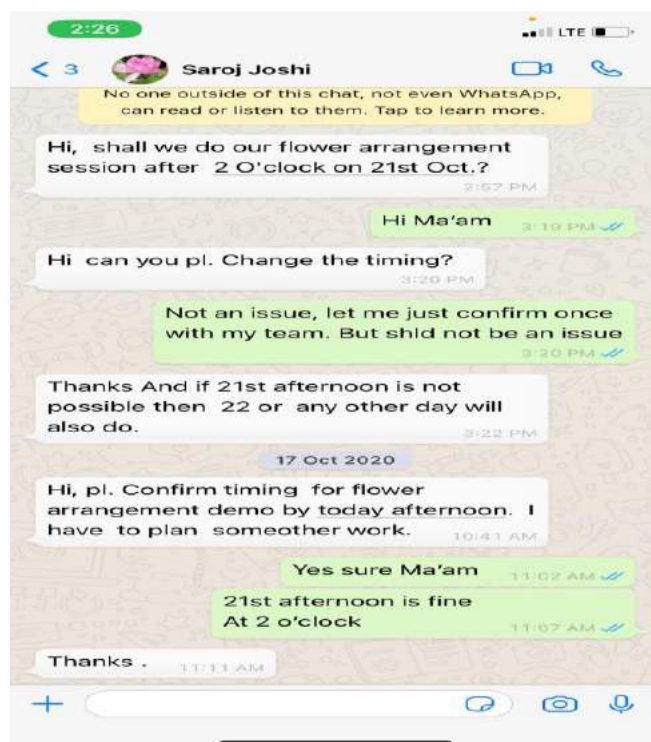 2:26
LTE
3
Saroj Joshi
No one outside of this chat, not even WhatsApp,
can read or listen to them. Tap to learn more.
Hi, shall we do our flower arrangement
session after 2 O'clock on 21st Oct.?
2:57 PM
Hi Ma'am
3:19 PM
Hi can you pl. Change the timing?
3:20 PM
Not an issue, let me just confirm once
with my team. But shld not be an issue
3:20 PM
Thanks And if 21st afternoon is not
possible then 22 or any other day will
also do.
3:22 PM
17 Oct 2020
Hi, pl. Confirm timing for flower
arrangement demo by today afternoon. I
have to plan someother work.
10:41 AM
Yes sure Ma'am
11:02 AM
21st afternoon is fine
At 2 o'clock
11:07 AM
Thanks .
11:11 AM